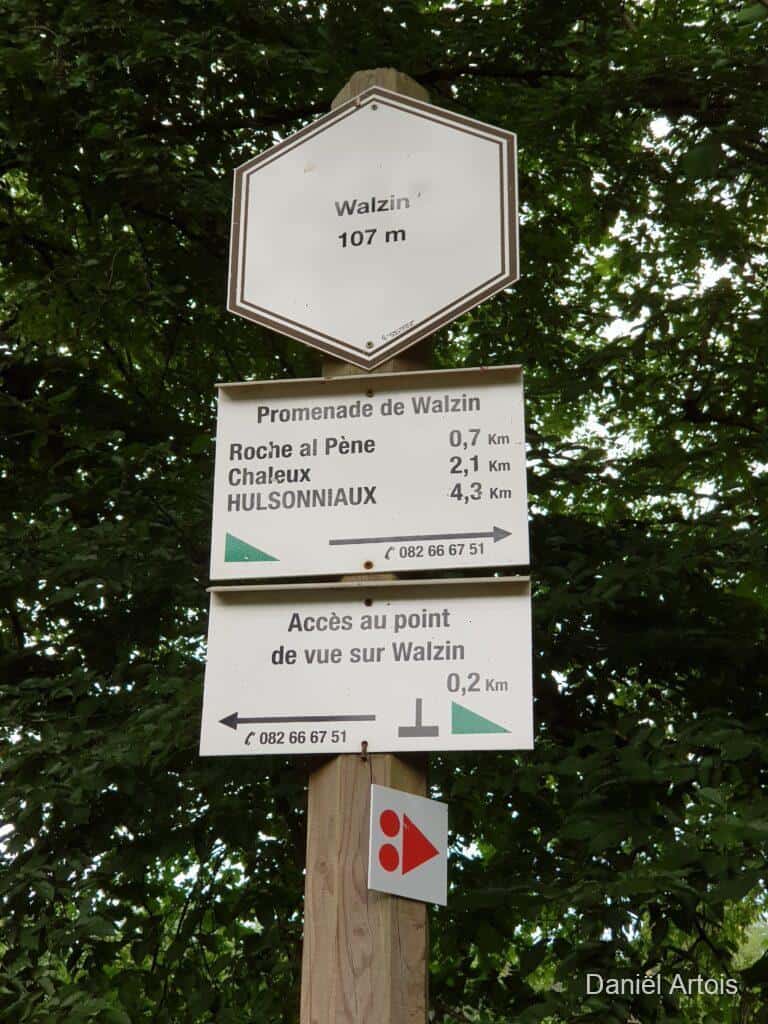 Walzin
107 m
Promenade de Walzin
Roche al Pène 0,7 Km
Chaleux 2,1 Km
HULSONNIAUX 4,3 Km
082 66 67 51
Accès au point
de vue sur Walzin
0,2 Km
082 66 67 51
Daniël Artois